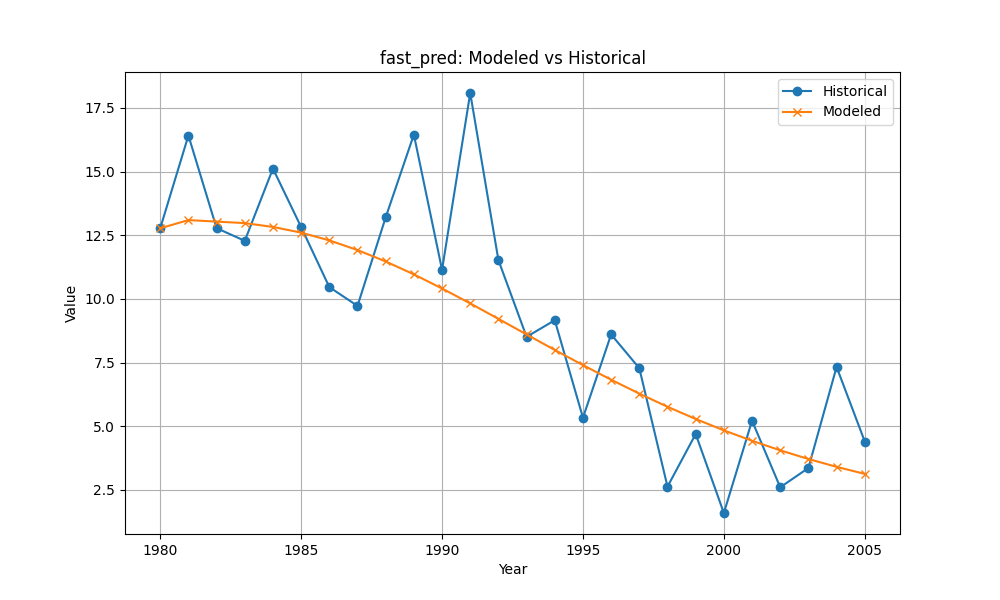 fast_pred: Modeled vs Historical
Historical
Modeled
17.5
15.0
12.5
10.0
7.5
5.0
2.5
Value
1980
1985
1990
1995
2000
2005
Year